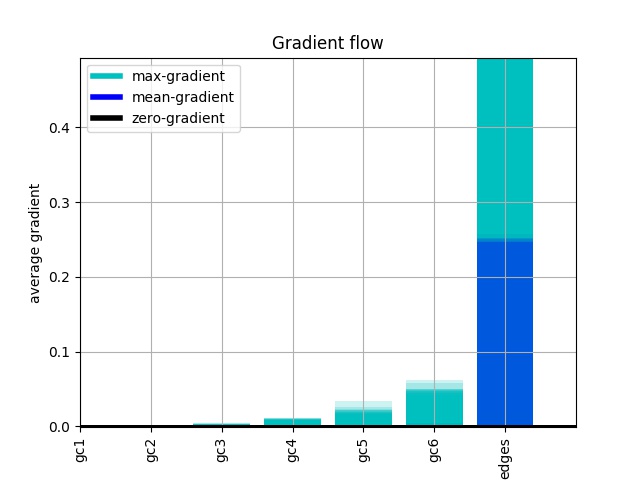 Gradient flow
max-gradient
mean-gradient
zero-gradient
average gradient
0.4
0.3
0.2
0.1
0.0
gc1
gc2
gc3
gc4
gc5
gc6
edges